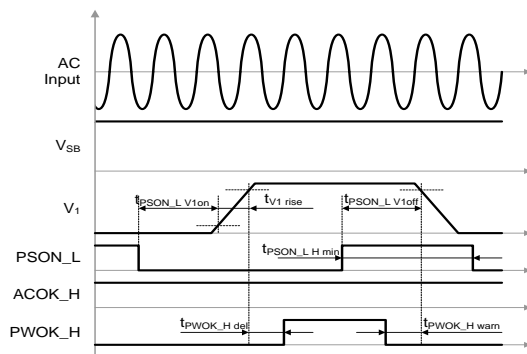 AC
Input
VSB
V1
tPSON_L V1on
tV1 rise
tPSON_L V1off
PSON_L
tPSON_L H min
ACOK_H
PWOK_H
tPWOK_H del
tPWOK_H warn